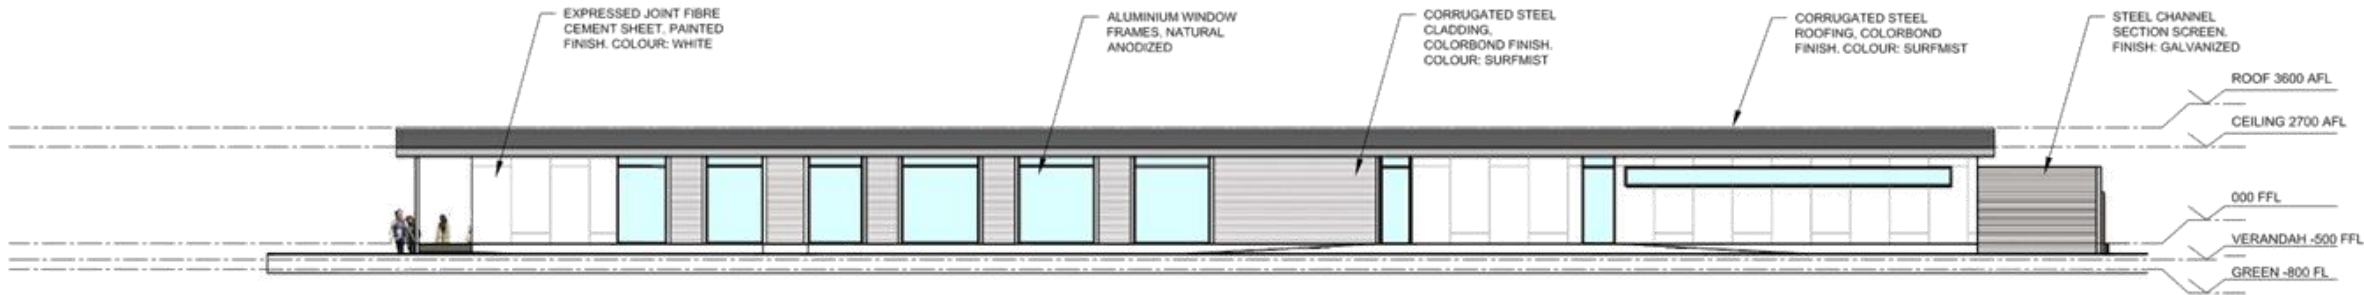 EXPRESSED JOINT FIBRE
CEMENT SHEET. PAINTED
FINISH. COLOUR: WHITE
ALUMINIUM WINDOW
FRAMES. NATURAL
ANODIZED
CORRUGATED STEEL
CLADDING,
COLORBOND FINISH.
COLOUR: SURFMIST
CORRUGATED STEEL
ROOFING, COLORBOND
FINISH. COLOUR: SURFMIST
STEEL CHANNEL
SECTION SCREEN.
FINISH: GALVANIZED
ROOF 3600 AFL
CEILING 2700 AFL
000 FFL
VERANDAH -500 FFL
GREEN -800 FL